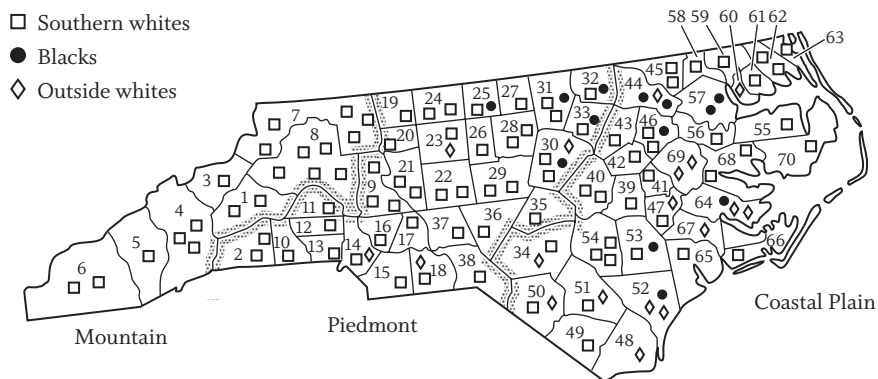 Southern whites
Blacks
Outside whites
58 59 60 61 62
63
7 19 24 25 27 31 32 44 45 57
8 20 23 26 28 33 43 46 56 55
3 9 21 30 42 69 68 70
1 22 29 40 39 41 64
4 11 35 47
12 16 17 37 36 67 66
5 2 10 13 14 34 54 53 65
6 15 18 38 52
50 51
49 48
Mountain
Piedmont
Coastal Plain